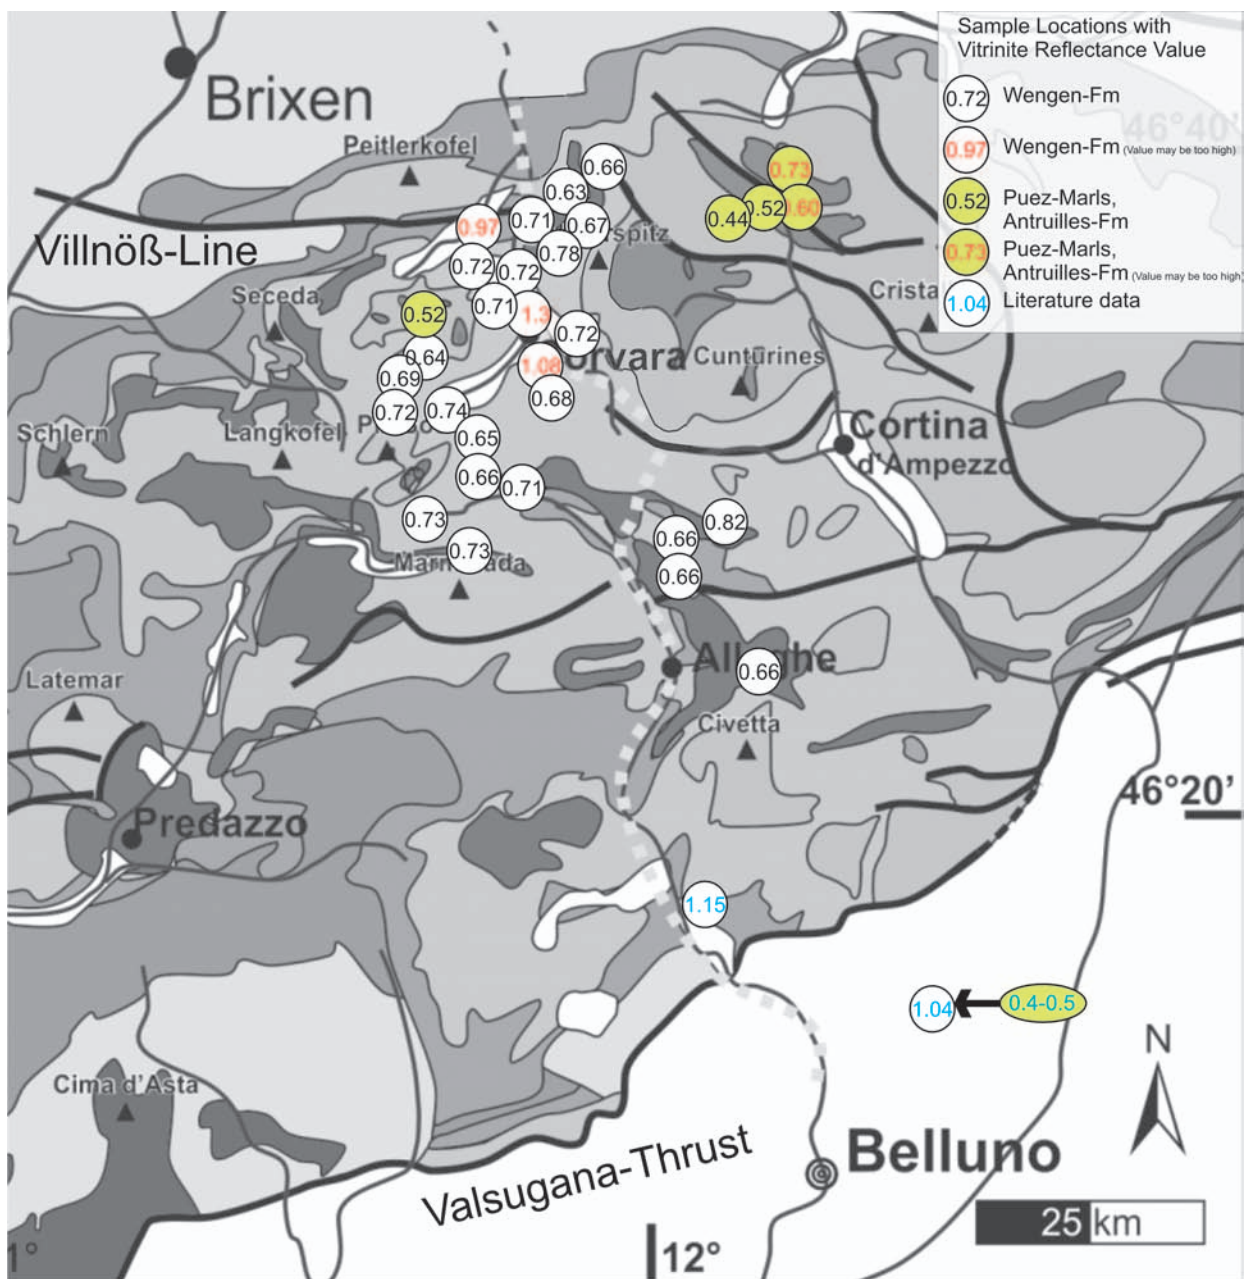 Sample Locations with
Vitrinite Reflectance Value
0.72 Wengen-Fm
0.97 Wengen-Fm (Value may be too high)
0.52 Puez-Marls,
Antruilles-Fm
0.73 Puez-Marls,
Antruilles-Fm (Value may be too high)
1.04 Literature data
46°40'
Brixen
Peitlerkofel
0.66
0.63
0.73
0.52
0.60
0.44
0.71
0.67
0.97
rspitz
Villnöß-Line
0.78
0.72
0.72
Seceda
Cristal
0.71
1.3
0.52
0.72
0.64
orvara
Cunturines
1.08
0.69
0.68
0.72
0.74
Schlern
Langkofel
0.65
Cortina
d'Ampezzo
0.66
0.71
0.73
0.82
0.66
0.73
0.66
Alleghe
0.66
Latemar
Civetta
46°20'
Predazzo
1.15
1.04
0.4-0.5
N
Cima d'Asta
Valsugana-Thrust
Belluno
25 km
1°
12°